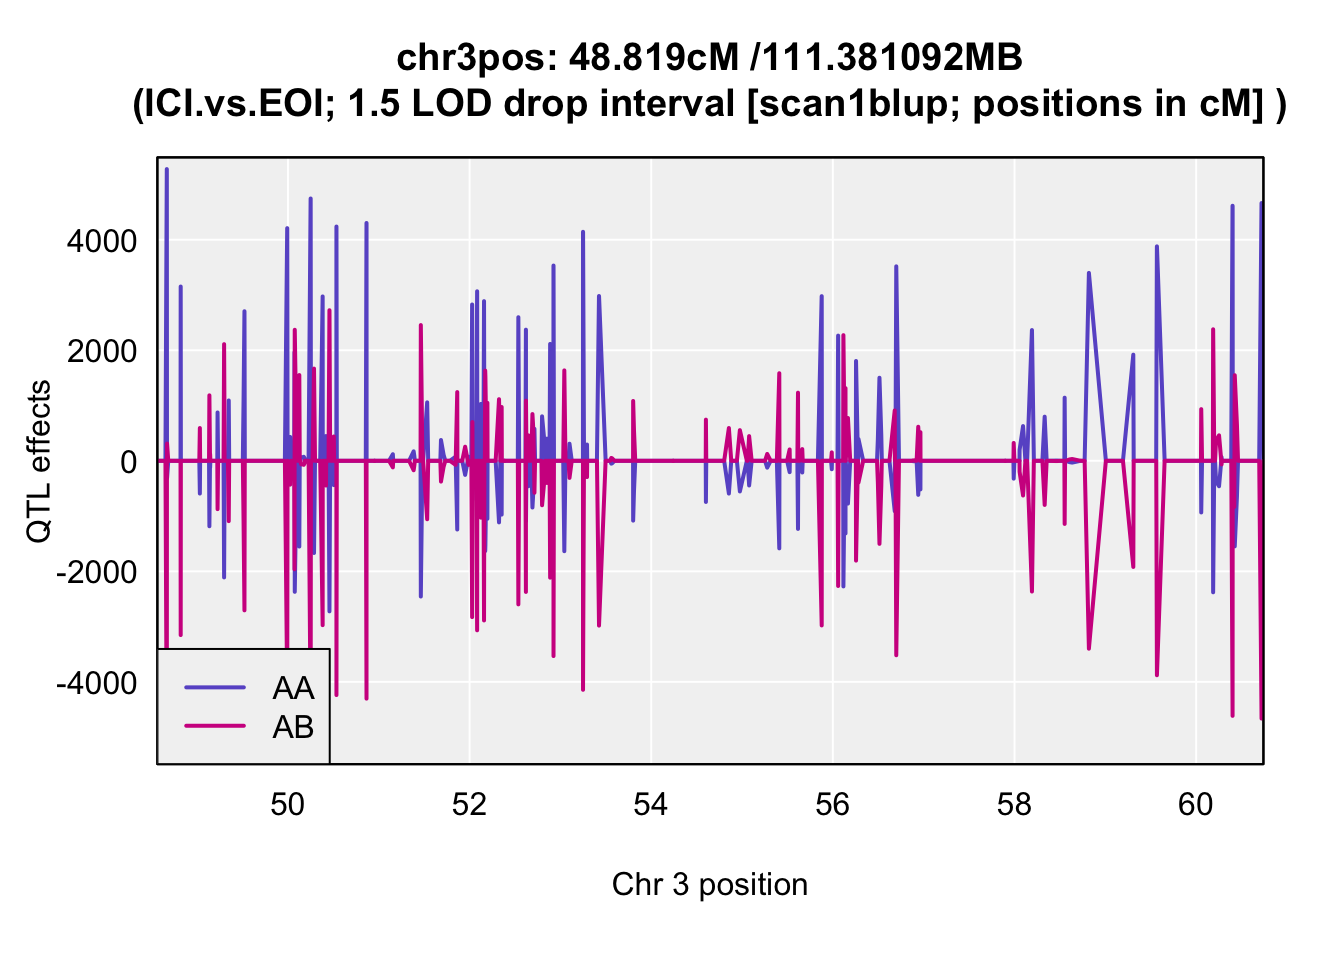 chr3pos: 48.819cM /111.381092MB
(ICI.vs.EOI; 1.5 LOD drop interval [scan1blup; positions in cM] )
QTL effects
4000
2000
0
-2000
-4000
AA
AB
50 52 54 56 58 60
Chr 3 position